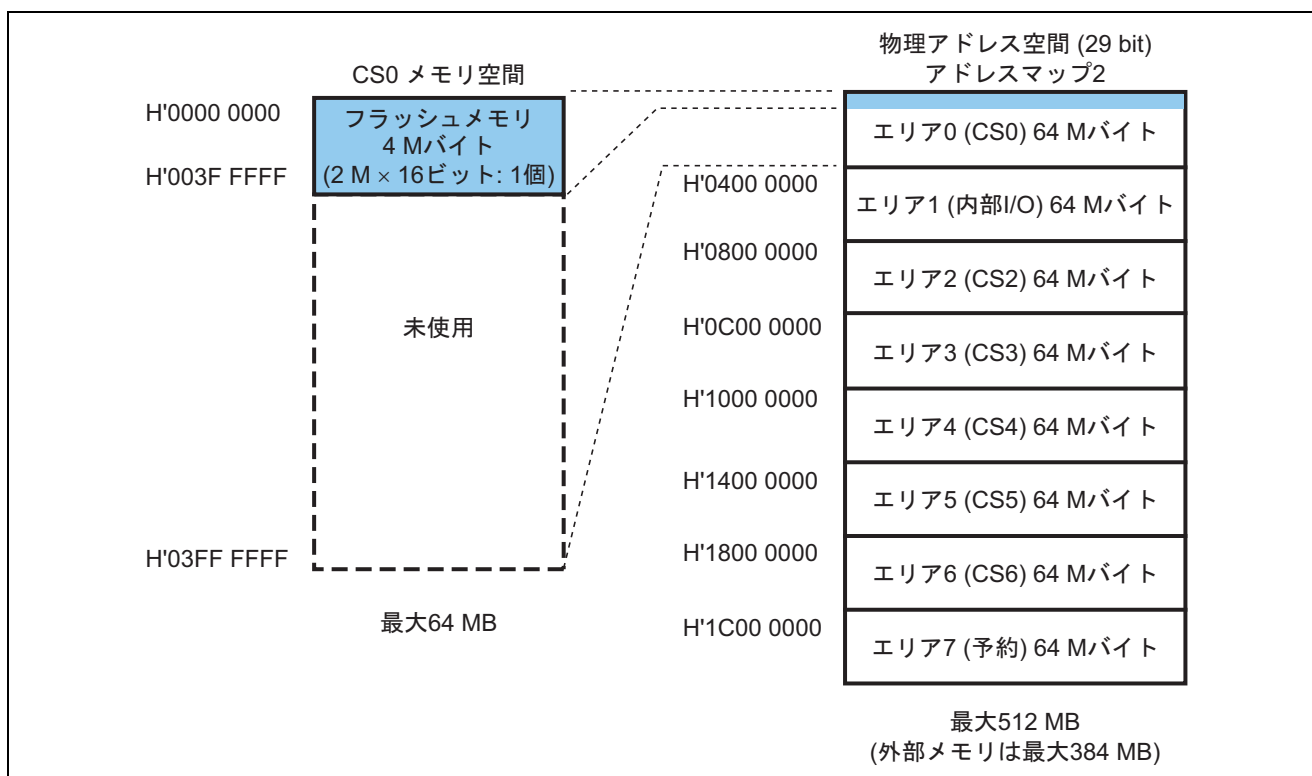 CS0 メモリ空間
H'0000 0000
フラッシュメモリ
4 Mバイト
(2 M × 16ビット: 1個)
H'003F FFFF
未使用
H'03FF FFFF
最大64 MB
物理アドレス空間 (29 bit)
アドレスマップ2
エリア0 (CS0) 64 Mバイト
H'0400 0000
エリア1 (内部I/O) 64 Mバイト
H'0800 0000
エリア2 (CS2) 64 Mバイト
H'0C00 0000
エリア3 (CS3) 64 Mバイト
H'1000 0000
エリア4 (CS4) 64 Mバイト
H'1400 0000
エリア5 (CS5) 64 Mバイト
H'1800 0000
エリア6 (CS6) 64 Mバイト
H'1C00 0000
エリア7 (予約) 64 Mバイト
最大512 MB
(外部メモリは最大384 MB)